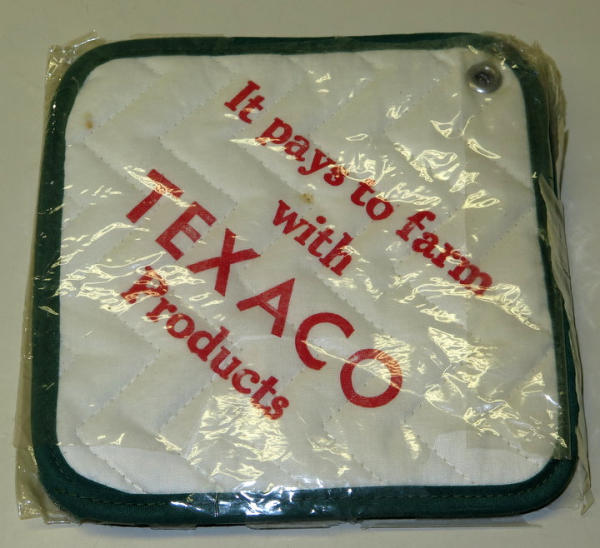 It pays to farm
with
TEXACO
Products